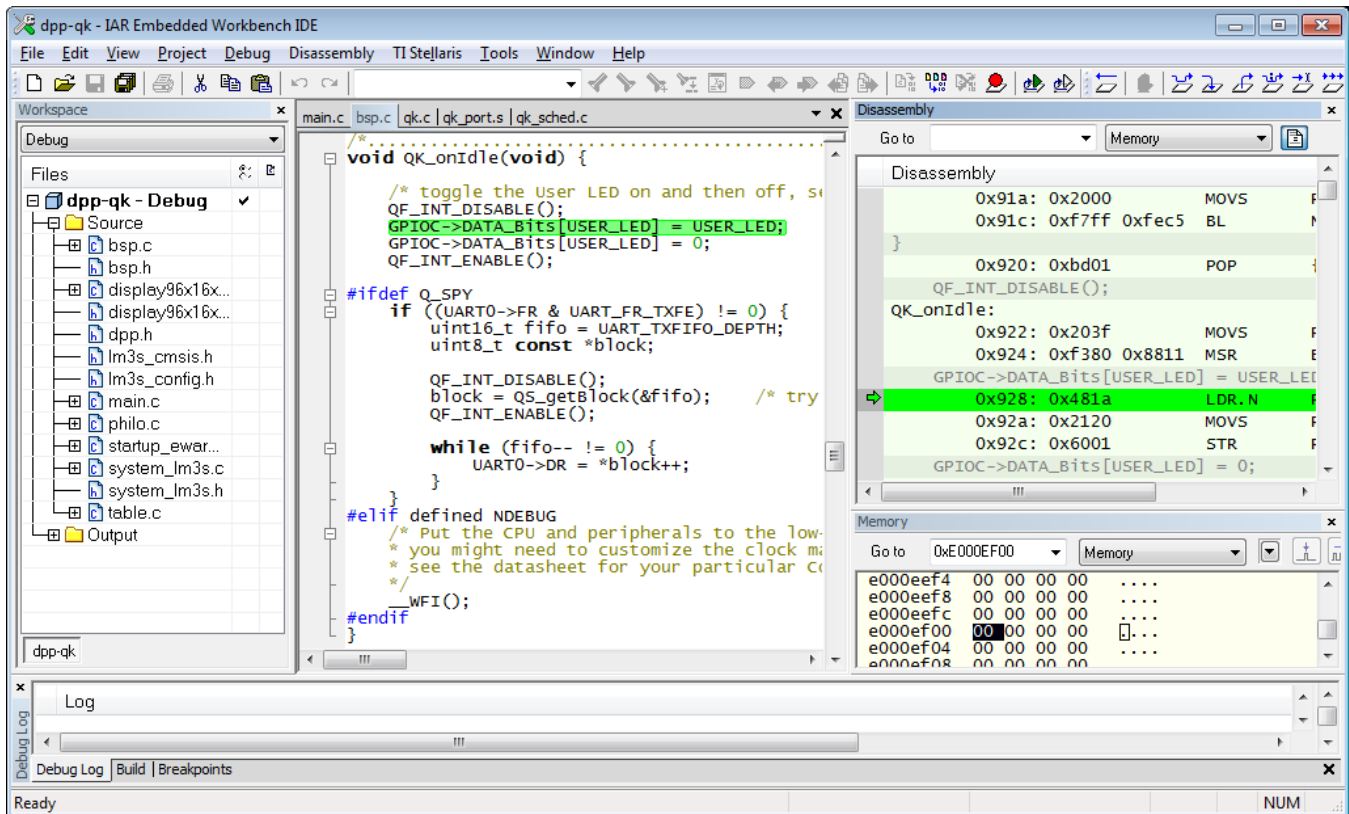 dpp-qk - IAR Embedded Workbench IDE
File Edit View Project Debug Disassembly TI Stellaris Tools Window Help
Workspace
Debug
Files
dpp-qk - Debug
Source
bsp.c
bsp.h
display96x16x...
display96x16x...
dpp.h
lm3s_cmsis.h
lm3s_config.h
main.c
philo.c
startup_ewar...
system_lm3s.c
system_lm3s.h
table.c
Output
dpp-qk
main.c bsp.c qk.c qk_port.s qk_sched.c
/*...............................................
void QK_onIdle(void) {
/* toggle the User LED on and then off, se
QF_INT_DISABLE();
GPIOC->DATA_Bits[USER_LED] = USER_LED;
GPIOC->DATA_Bits[USER_LED] = 0;
QF_INT_ENABLE();
#ifdef Q_SPY
if ((UART0->FR & UART_FR_TXFE) != 0) {
uint16_t fifo = UART_TXFIFO_DEPTH;
uint8_t const *block;
QF_INT_DISABLE();
block = QS_getBlock(&fifo); /* try
QF_INT_ENABLE();
while (fifo-- != 0) {
UART0->DR = *block++;
}
}
#elif defined NDEBUG
/* Put the CPU and peripherals to the low-
* you might need to customize the clock ma
* see the datasheet for your particular Co
*/
__WFI();
#endif
}
Disassembly
Go to Memory
Disassembly
0x91a: 0x2000 MOVS
0x91c: 0xf7ff 0xfec5 BL
}
0x920: 0xbd01 POP {
QF_INT_DISABLE();
QK_onIdle:
0x922: 0x203f MOVS
0x924: 0xf380 0x8811 MSR
GPIOC->DATA_Bits[USER_LED] = USER_LED
0x928: 0x481a LDR.N
0x92a: 0x2120 MOVS
0x92c: 0x6001 STR
GPIOC->DATA_Bits[USER_LED] = 0;
Memory
Go to 0xE000EF00 Memory
e000eef4 00 00 00 00 ....
e000eef8 00 00 00 00 ....
e000eefc 00 00 00 00 ....
e000ef00 00 00 00 00 ....
e000ef04 00 00 00 00 ....
e000ef08 00 00 00 00
Log
Debug Log
Debug Log Build Breakpoints
Ready NUM